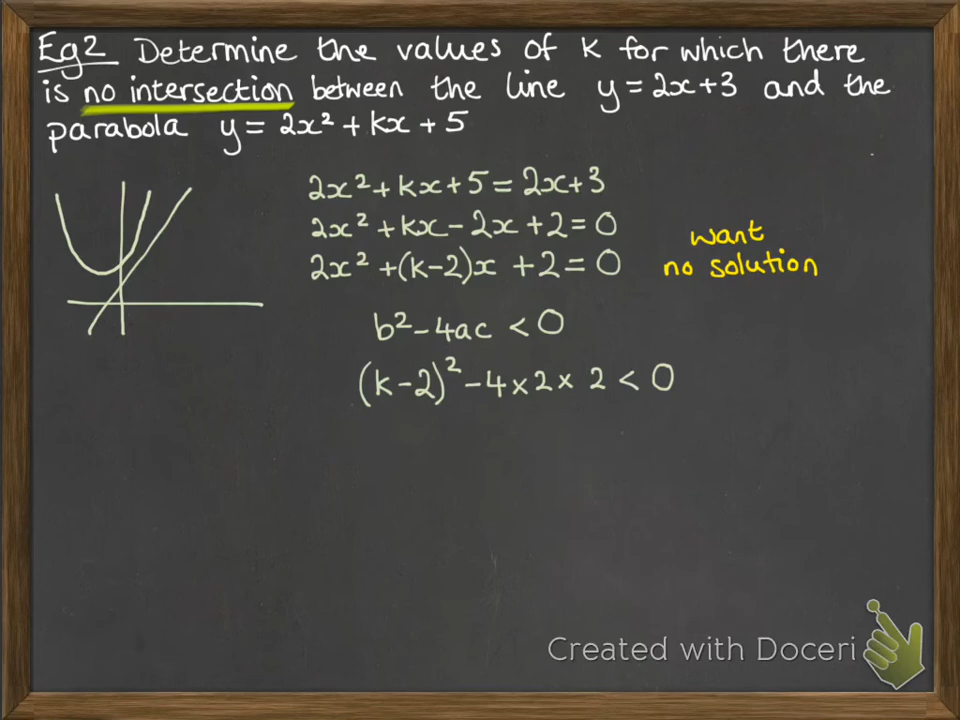 Eg2 Determine the values of k for which there
is no intersection between the line y = 2x+3 and the
parabola y = 2x² + kx + 5
2x² + kx + 5 = 2x+3
2x² + kx - 2x + 2 = 0
2x² + (k-2)x + 2 = 0
want
no solution
b² - 4ac < 0
(k-2)² - 4 × 2 × 2 < 0
Created with Doceri